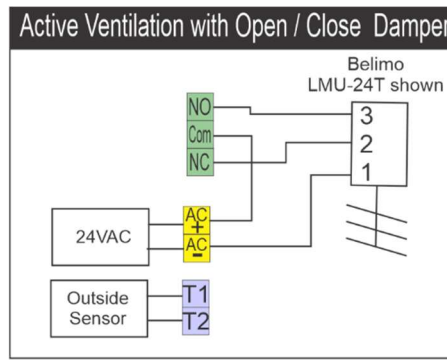 Active Ventilation with Open / Close Damper
Belimo
LMU-24T shown
NO
Com
NC
3
2
1
24VAC
AC
+
AC
-
Outside
Sensor
T1
T2